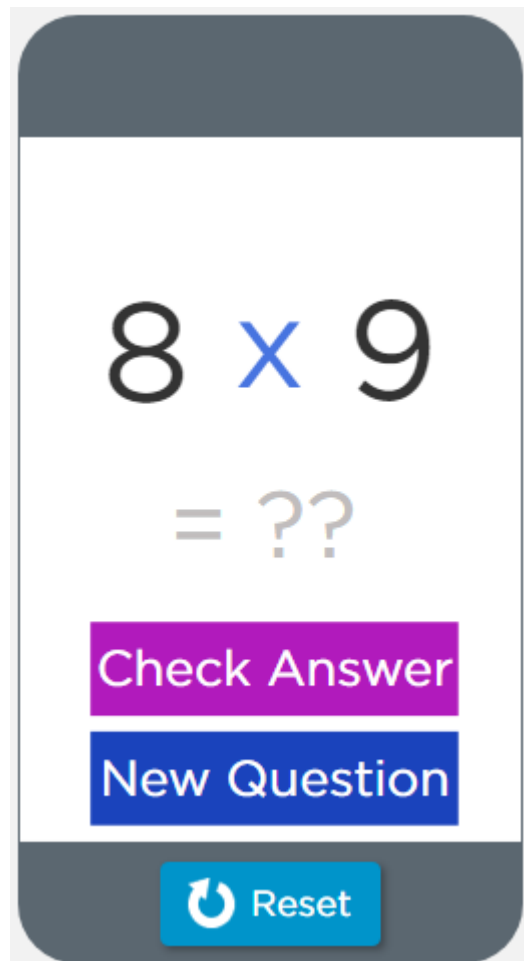 8 x 9
= ??
Check Answer
New Question
Reset